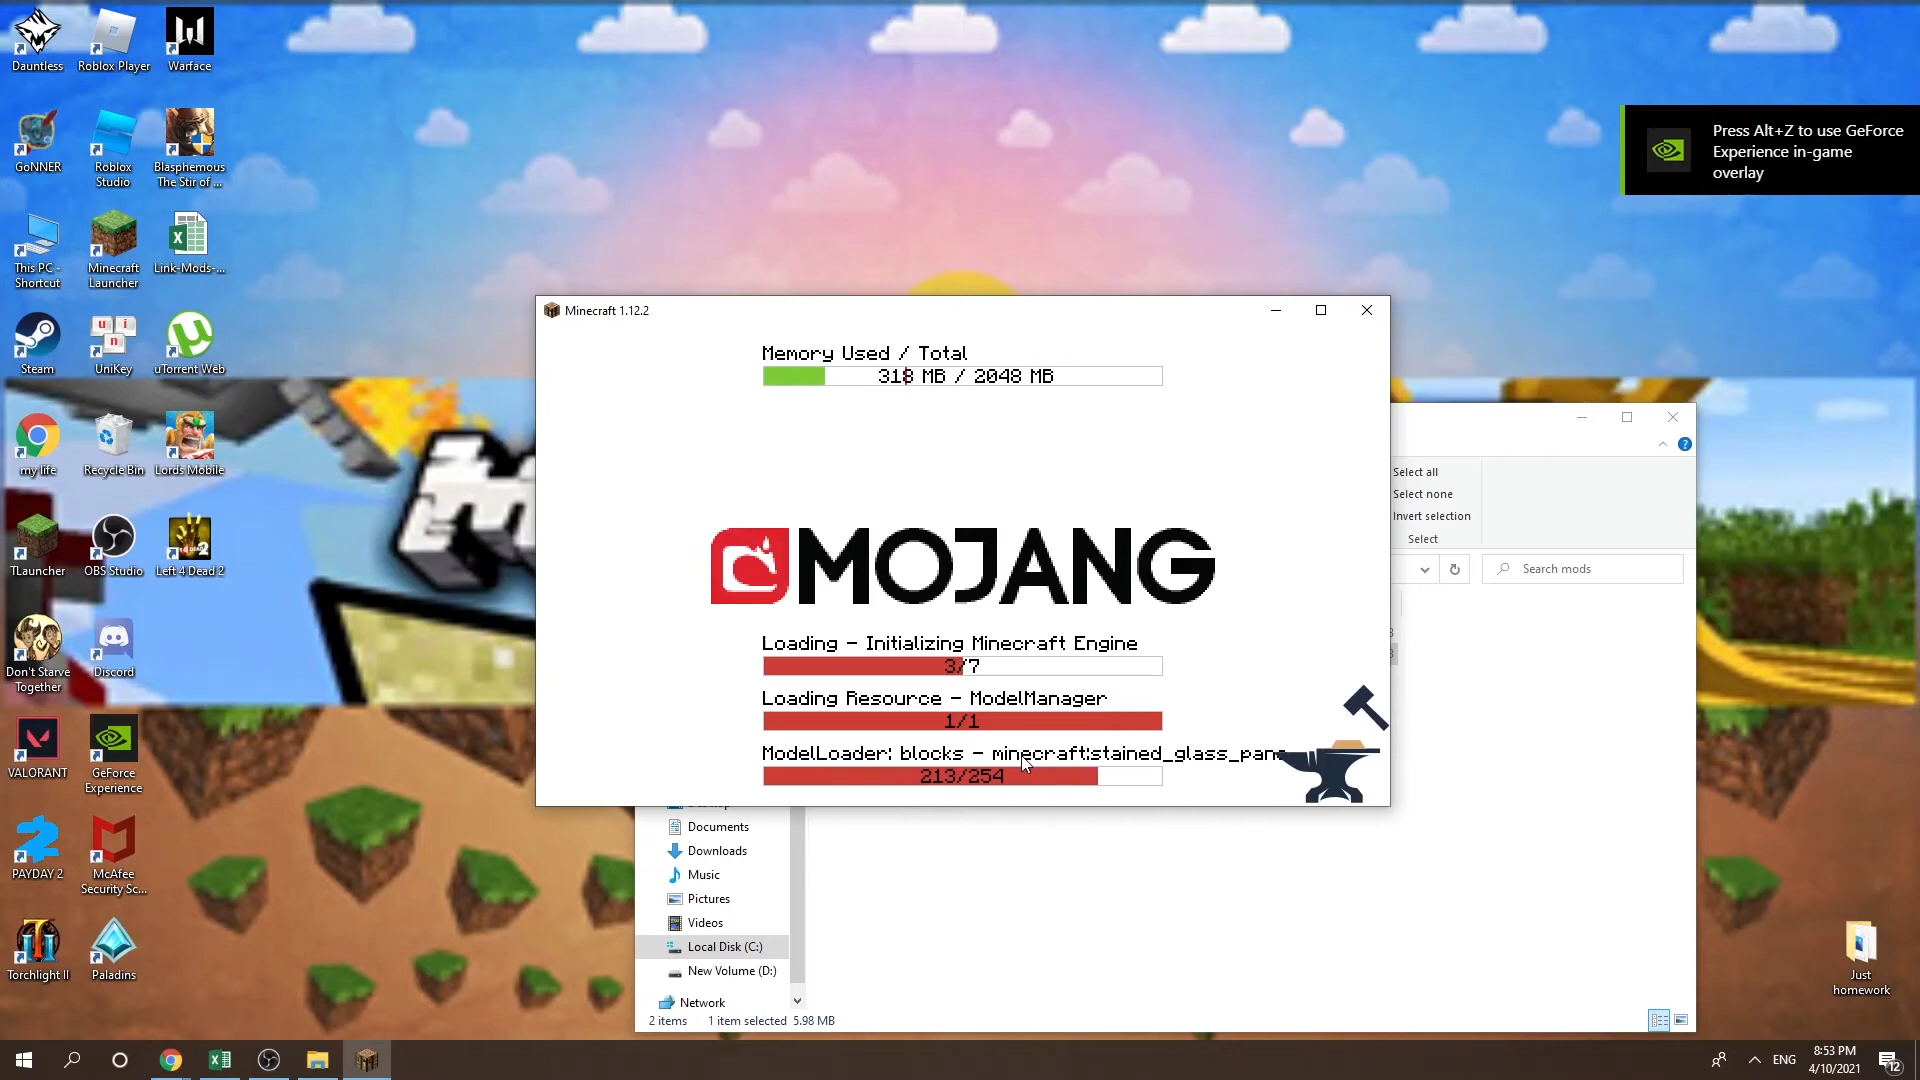 Dauntless
Roblox Player
Warface
GoNNER
Roblox
Studio
Blasphemous
The Stir of ...
This PC -
Shortcut
Minecraft
Launcher
Link-Mods-...
Steam
UniKey
uTorrent Web
my life
Recycle Bin
Lords Mobile
TLauncher
OBS Studio
Left 4 Dead 2
Don't Starve
Together
Discord
VALORANT
GeForce
Experience
PAYDAY 2
McAfee
Security Sc...
Torchlight II
Paladins
Press Alt+Z to use GeForce
Experience in-game
overlay
Minecraft 1.12.2
Memory Used / Total
318 MB / 2048 MB
MOJANG
Loading - Initializing Minecraft Engine
3/7
Loading Resource - ModelManager
1/1
ModelLoader: blocks - minecraft:stained_glass_pane
213/254
Select all
Select none
Invert selection
Select
Search mods
Desktop
Documents
Downloads
Music
Pictures
Videos
Local Disk (C:)
New Volume (D:)
Network
2 items
1 item selected 5.98 MB
Just
homework
ENG
8:53 PM
4/10/2021
12